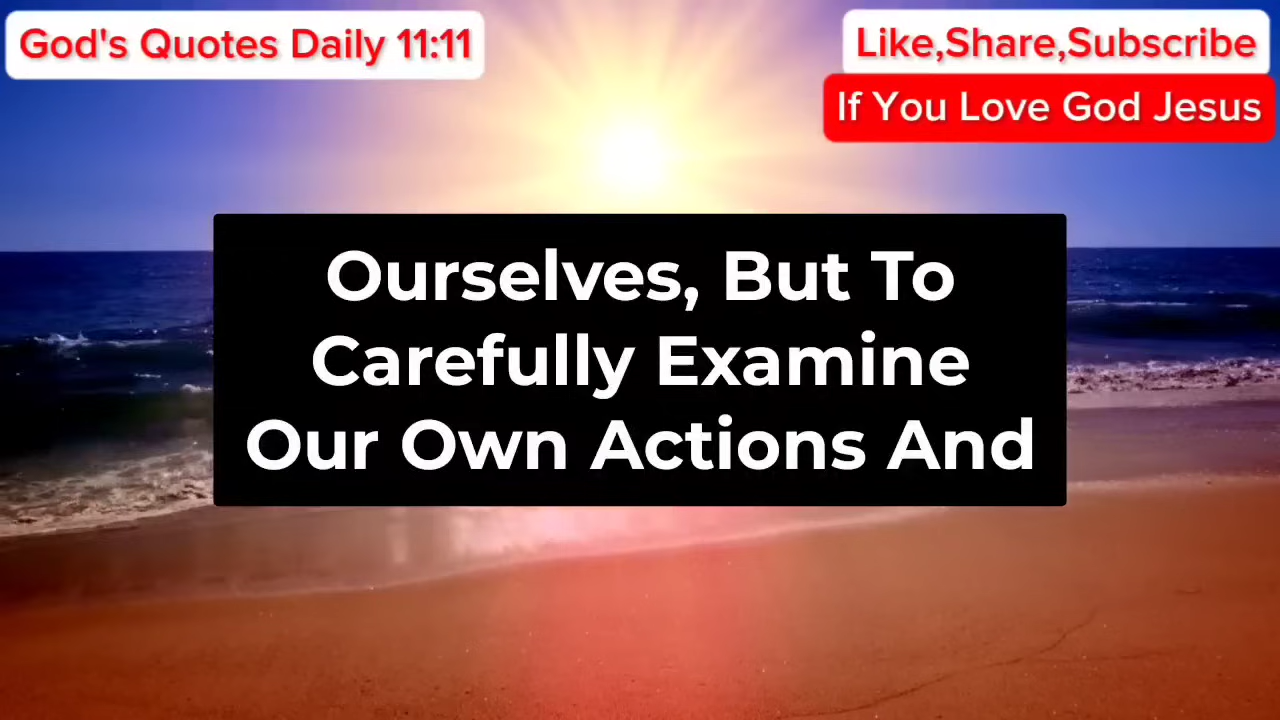 God's Quotes Daily 11:11
Like,Share,Subscribe
If You Love God Jesus
Ourselves, But To
Carefully Examine
Our Own Actions And